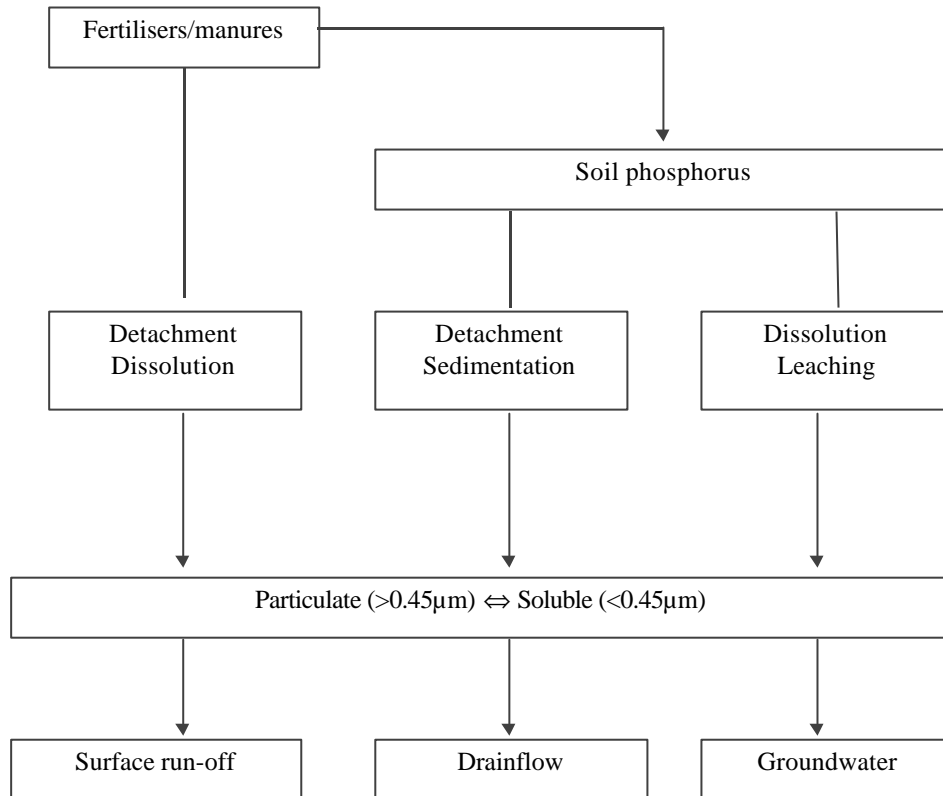 Fertilisers/manures
Soil phosphorus
Detachment
Dissolution
Detachment
Sedimentation
Dissolution
Leaching
Particulate (>0.45µm) ⇔ Soluble (<0.45µm)
Surface run-off
Drainflow
Groundwater